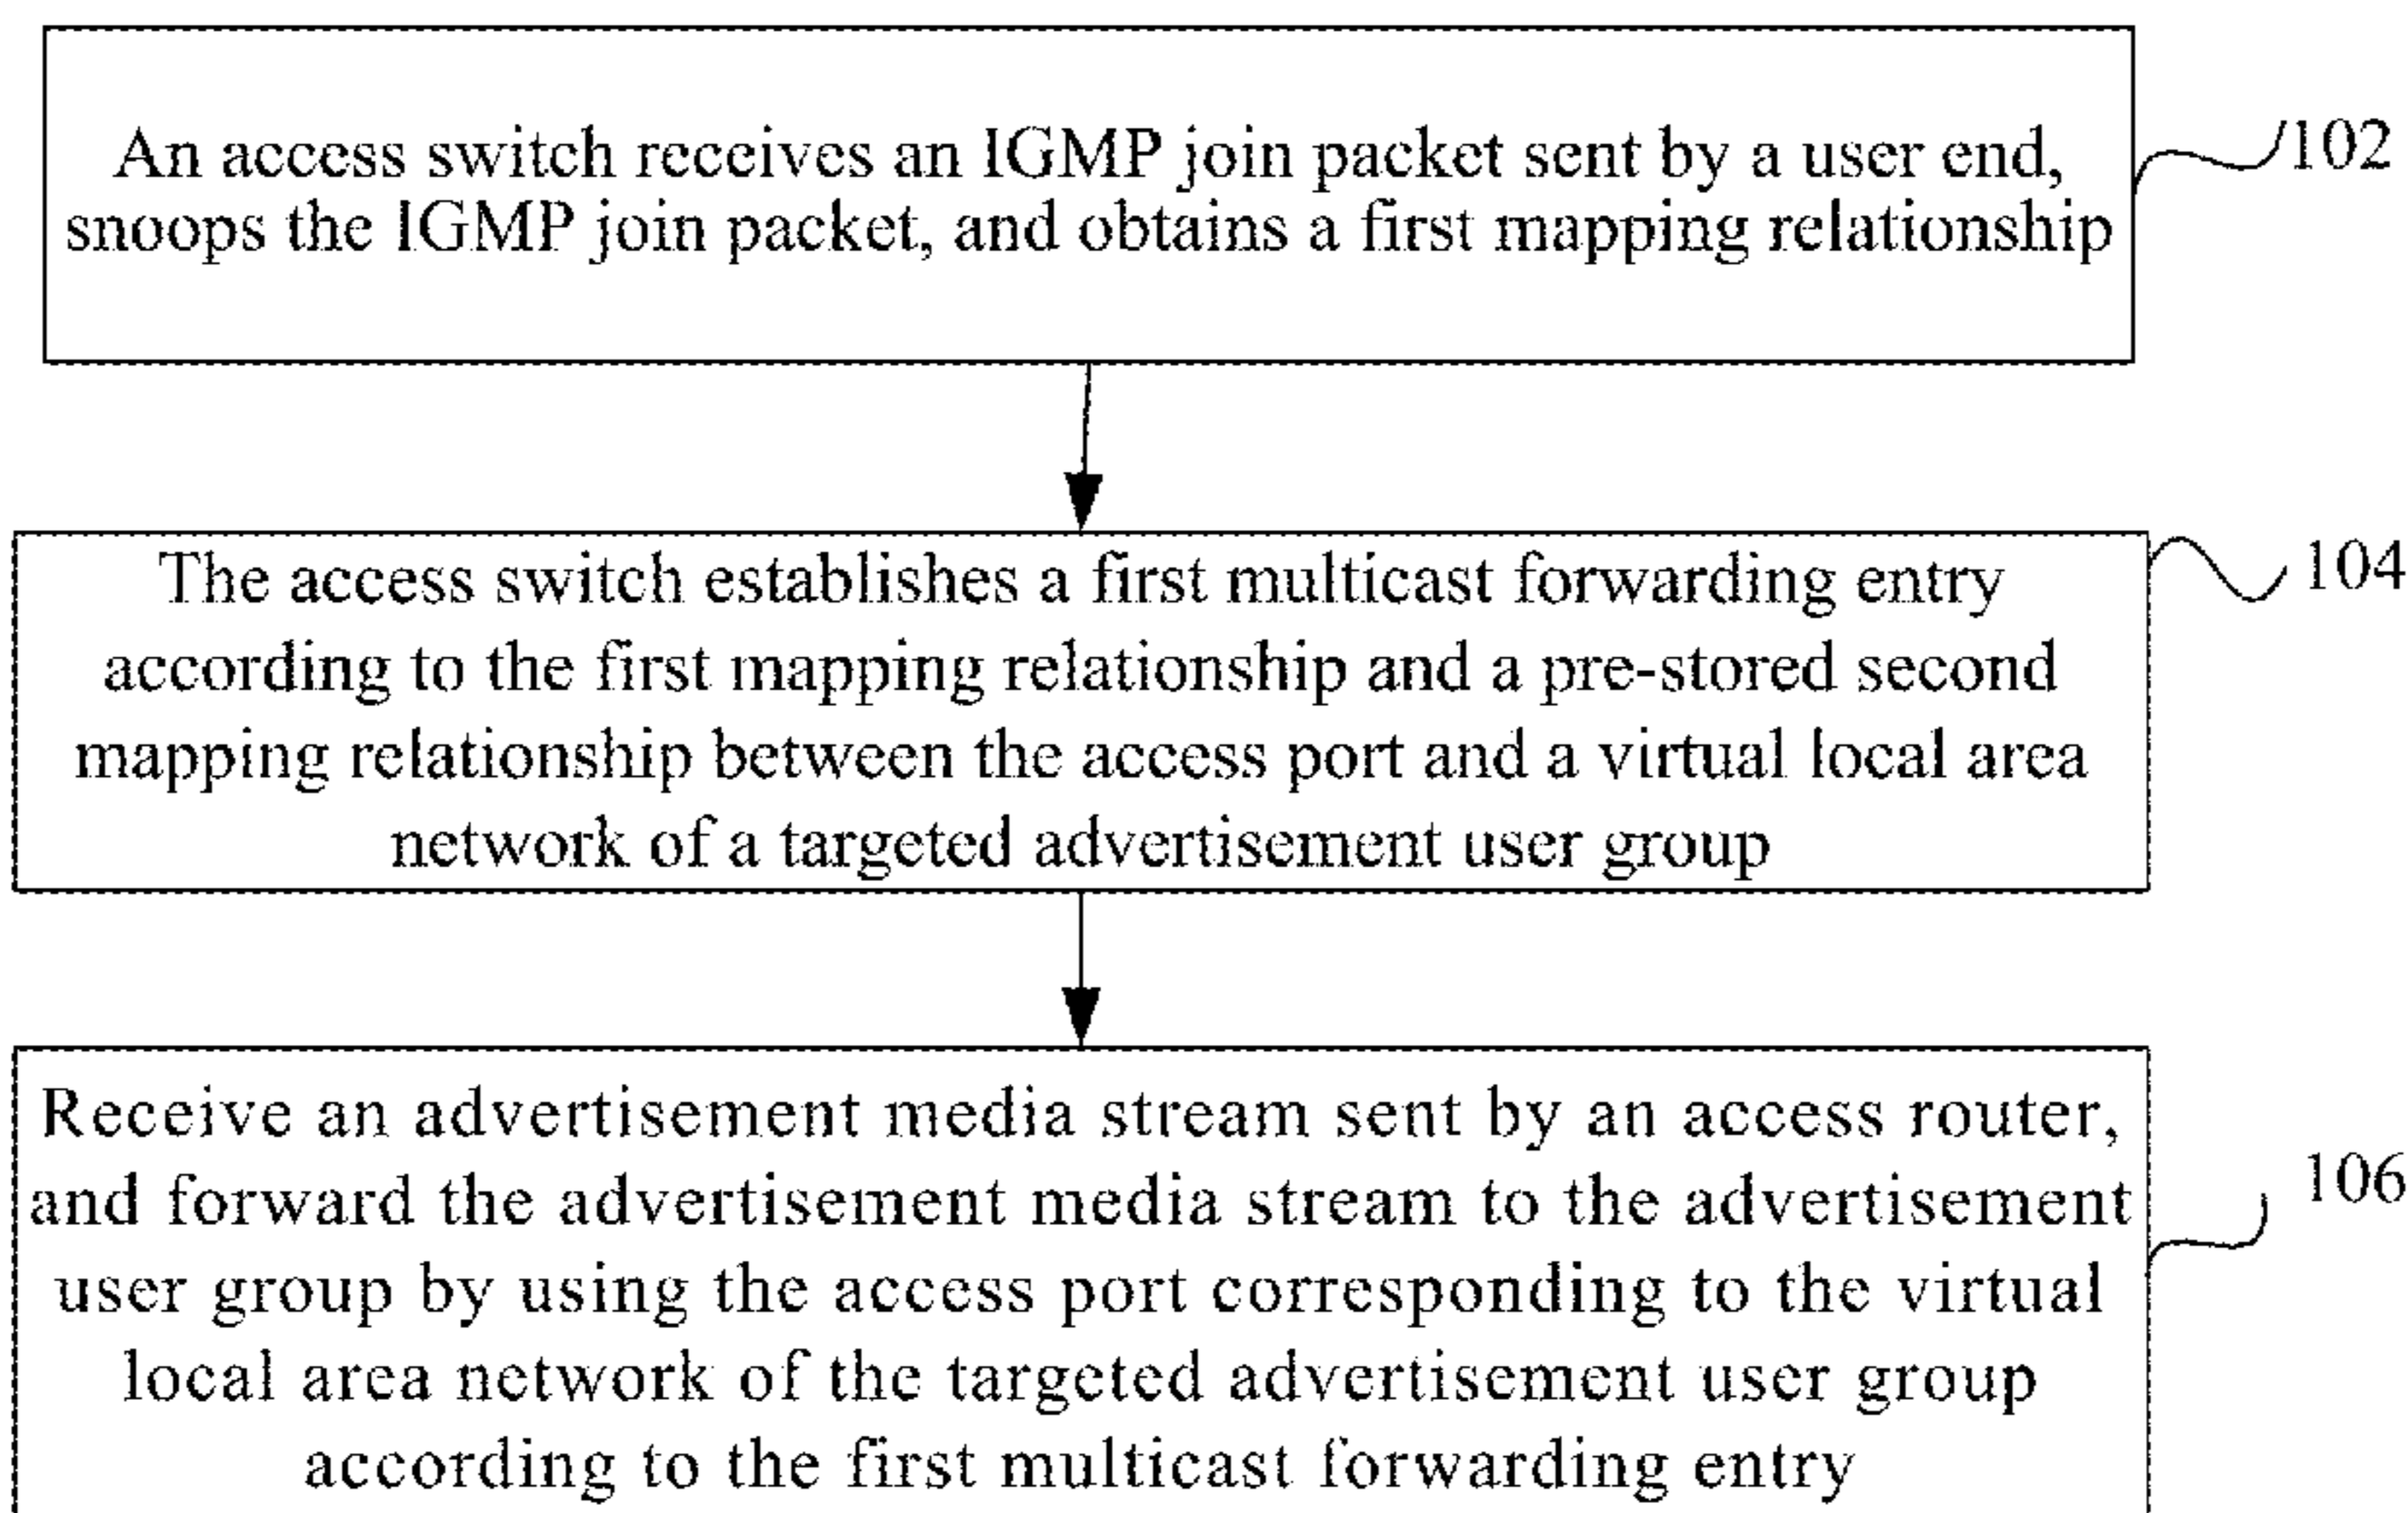 An access switch receives an IGMP join packet sent by a user end,
snoops the IGMP join packet, and obtains a first mapping relationship
102
The access switch establishes a first multicast forwarding entry
according to the first mapping relationship and a pre-stored second
mapping relationship between the access port and a virtual local area
network of a targeted advertisement user group
104
Receive an advertisement media stream sent by an access router,
and forward the advertisement media stream to the advertisement
user group by using the access port corresponding to the virtual
local area network of the targeted advertisement user group
according to the first multicast forwarding entry
106